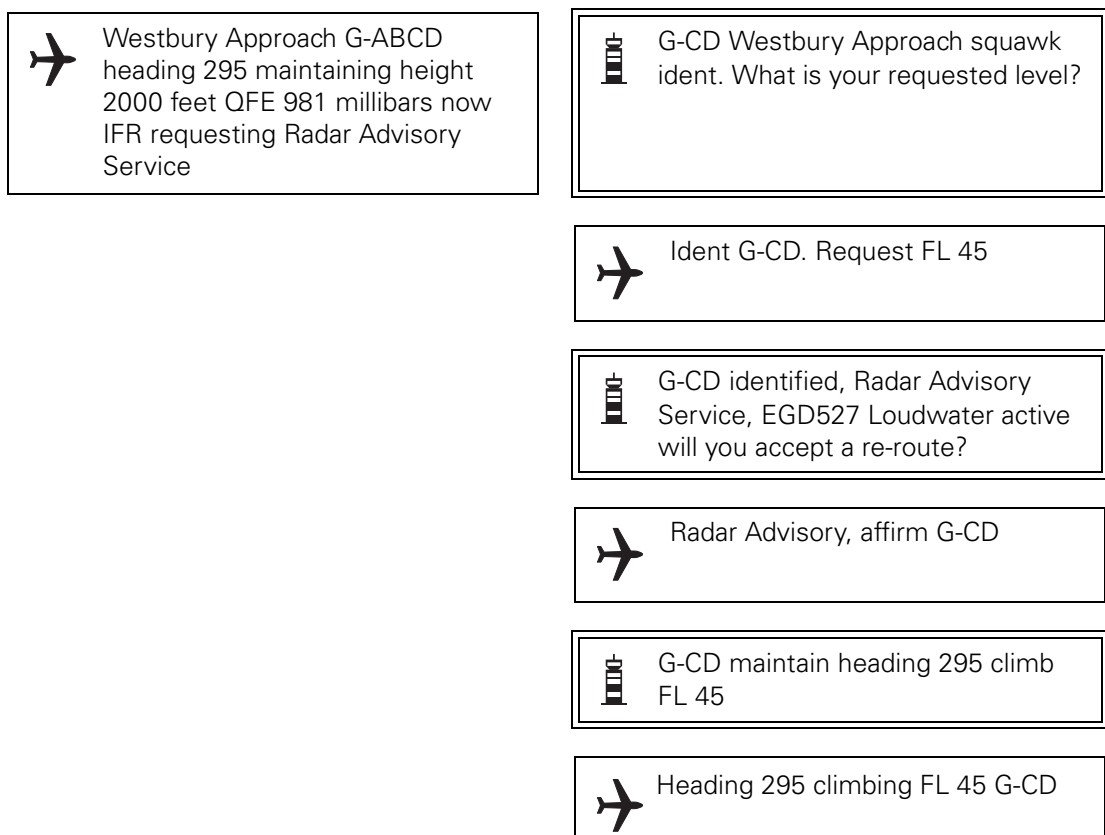 Westbury Approach G-ABCD
heading 295 maintaining height
2000 feet QFE 981 millibars now
IFR requesting Radar Advisory
Service
G-CD Westbury Approach squawk
ident. What is your requested level?
Ident G-CD. Request FL 45
G-CD identified, Radar Advisory
Service, EGD527 Loudwater active
will you accept a re-route?
Radar Advisory, affirm G-CD
G-CD maintain heading 295 climb
FL 45
Heading 295 climbing FL 45 G-CD